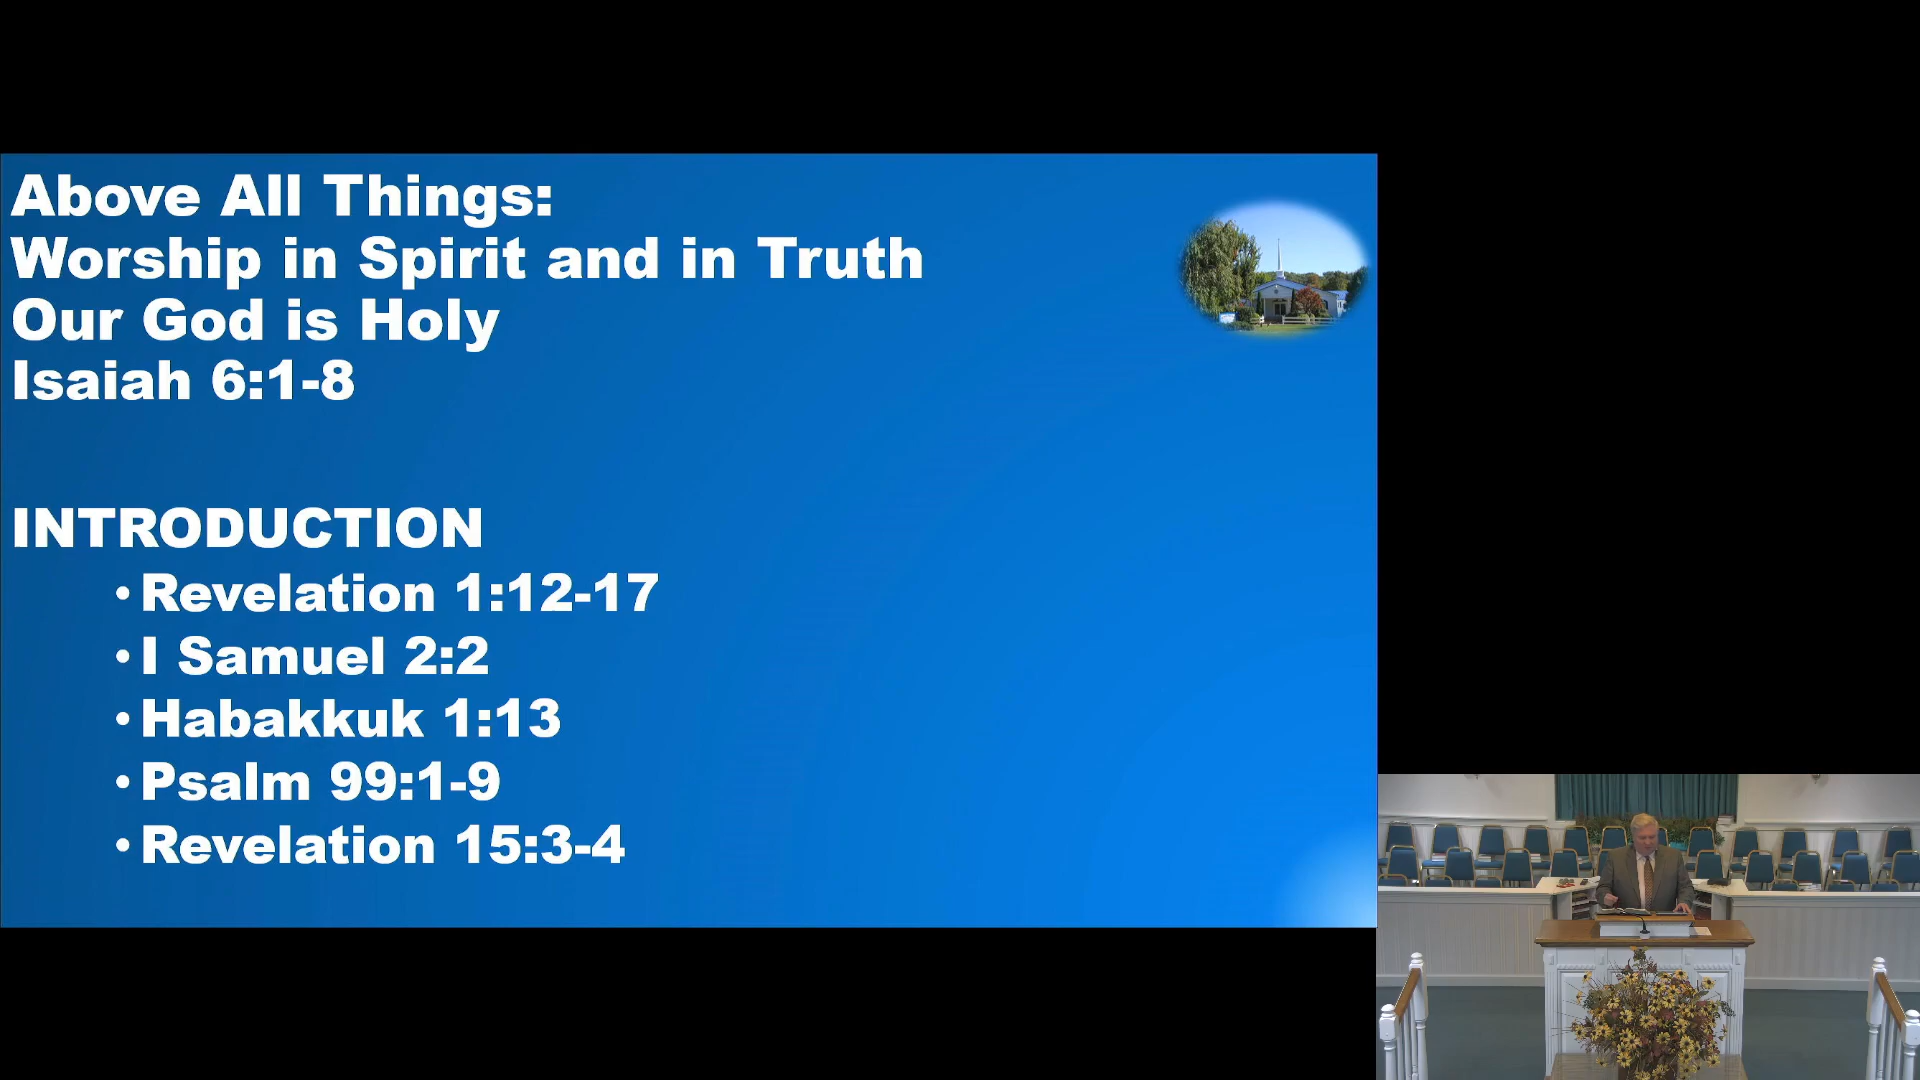 Above All Things:
Worship in Spirit and in Truth
Our God is Holy
Isaiah 6:1-8
INTRODUCTION
• Revelation 1:12-17
• I Samuel 2:2
• Habakkuk 1:13
• Psalm 99:1-9
• Revelation 15:3-4